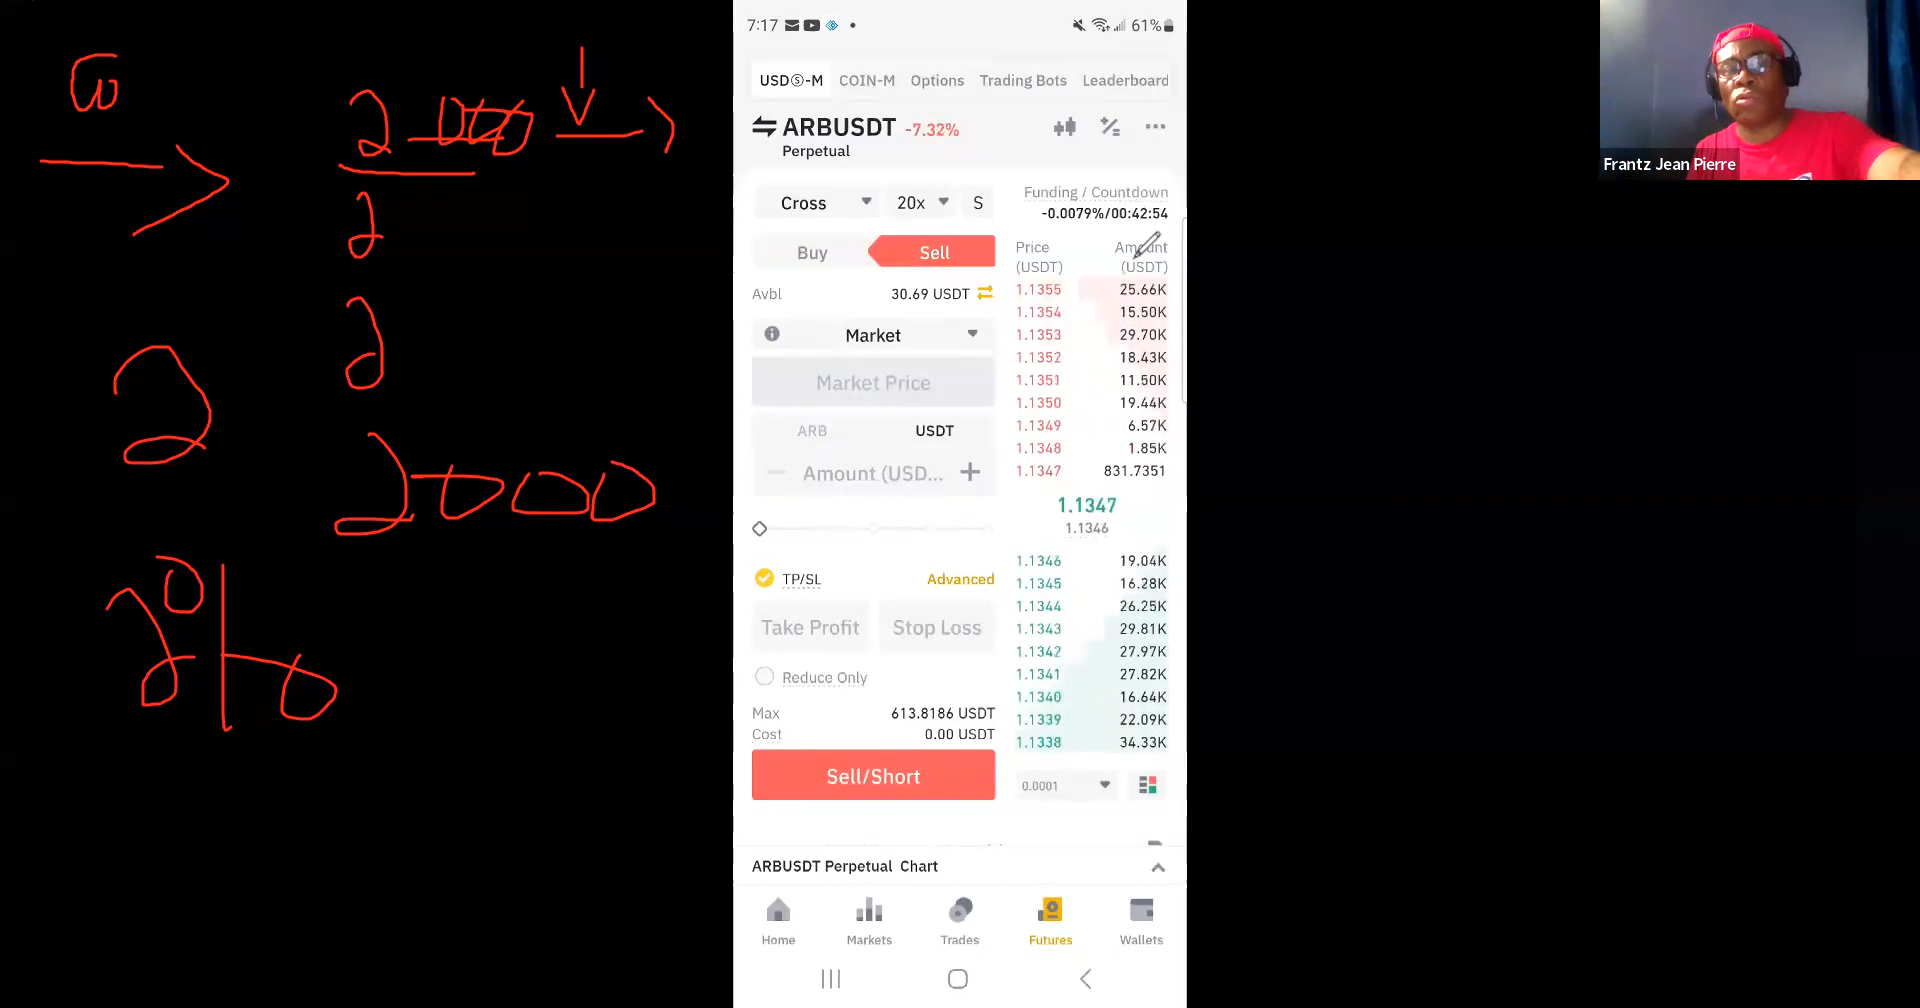 7:17
61%
USDⓈ-M COIN-M Options Trading Bots Leaderboard
ARBUSDT -7.32%
Perpetual
Cross 20x S
Funding / Countdown
-0.0079%/00:42:54
Buy Sell
Avbl 30.69 USDT
Market
Market Price
ARB USDT
Amount (USD...
TP/SL Advanced
Take Profit Stop Loss
Reduce Only
Max 613.8186 USDT
Cost 0.00 USDT
Sell/Short
Price Amount
(USDT) (USDT)
1.1355 25.66K
1.1354 15.50K
1.1353 29.70K
1.1352 18.43K
1.1351 11.50K
1.1350 19.44K
1.1349 6.57K
1.1348 1.85K
1.1347 831.7351
1.1347
1.1346
1.1346 19.04K
1.1345 16.28K
1.1344 26.25K
1.1343 29.81K
1.1342 27.97K
1.1341 27.82K
1.1340 16.64K
1.1339 22.09K
1.1338 34.33K
0.0001
ARBUSDT Perpetual Chart
Home Markets Trades Futures Wallets
Frantz Jean Pierre
2
2
2
2
2000